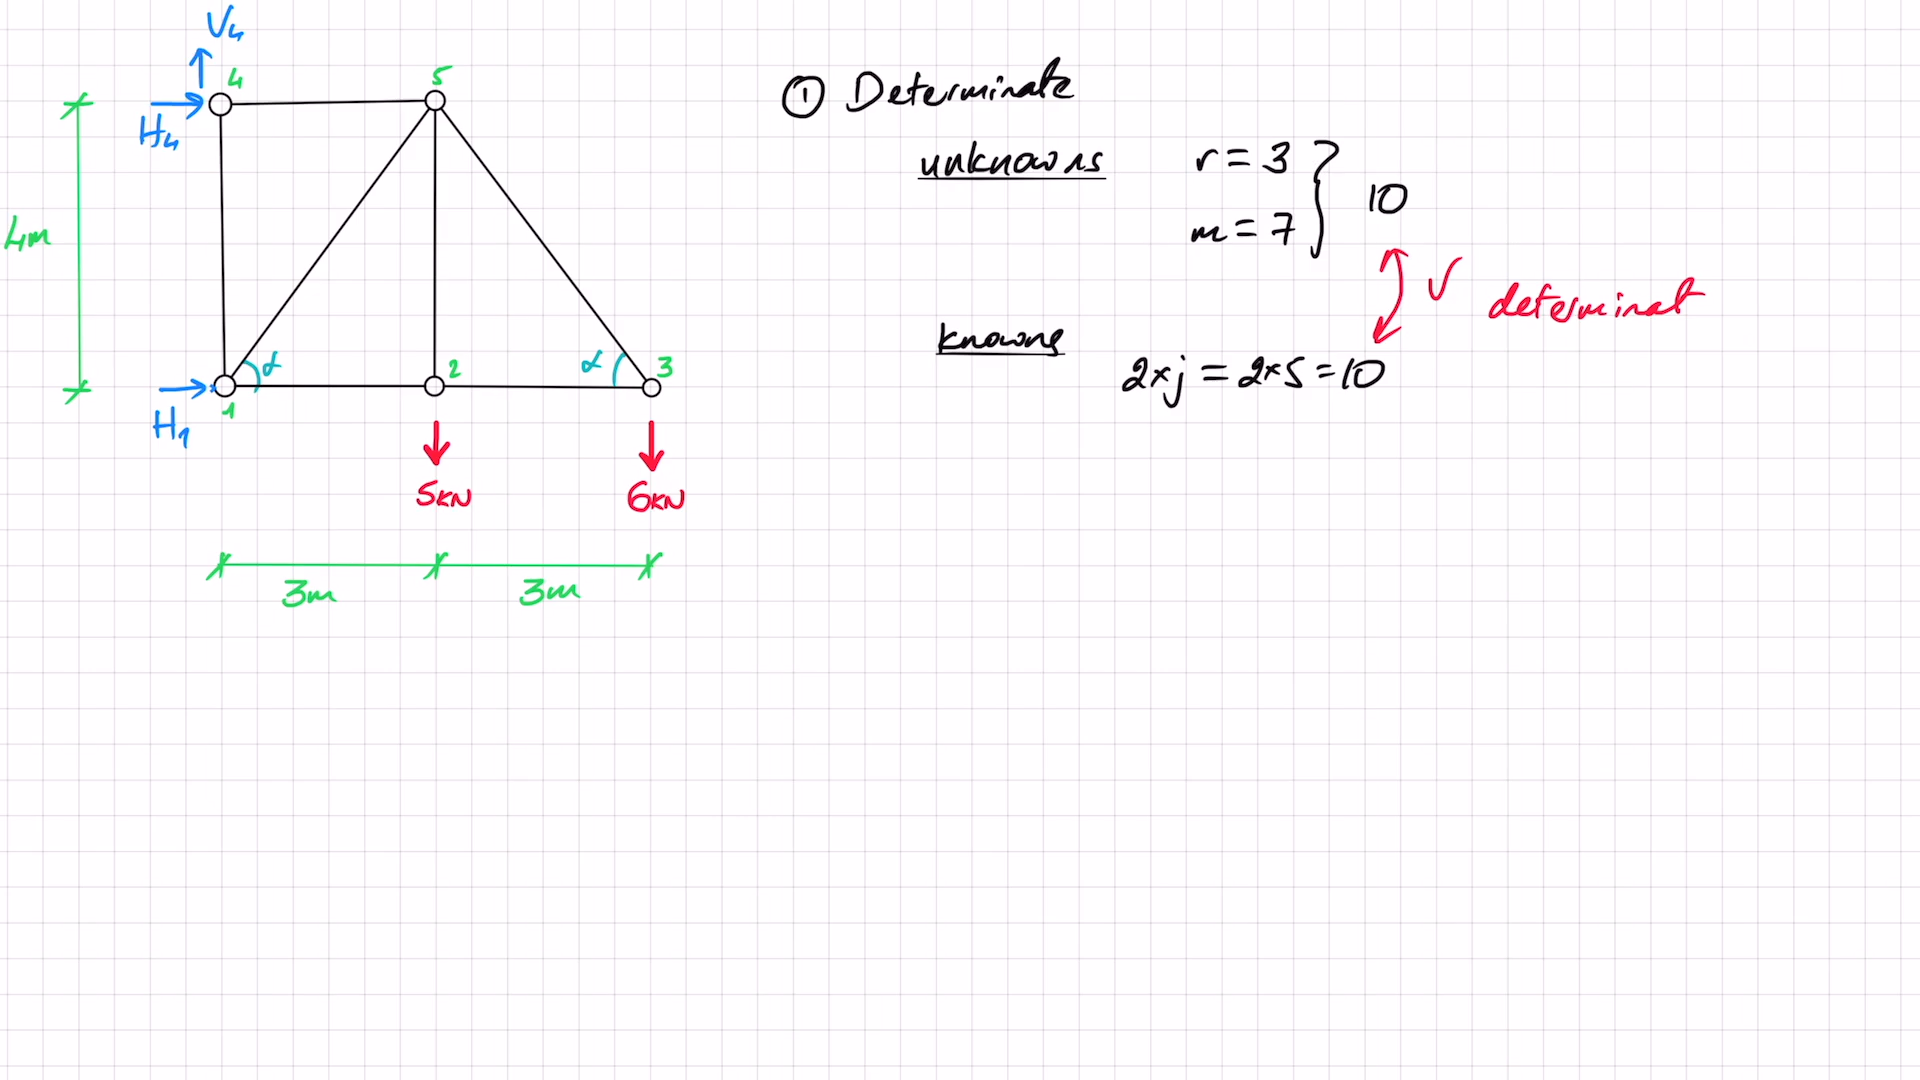 V4
4
5
H4
4m
α
α
2
3
1
H1
5KN
6KN
3m
3m
① Determinate
unknowns
r = 3
m = 7
10
✓ determinat
knowns
2×j = 2×5 = 10